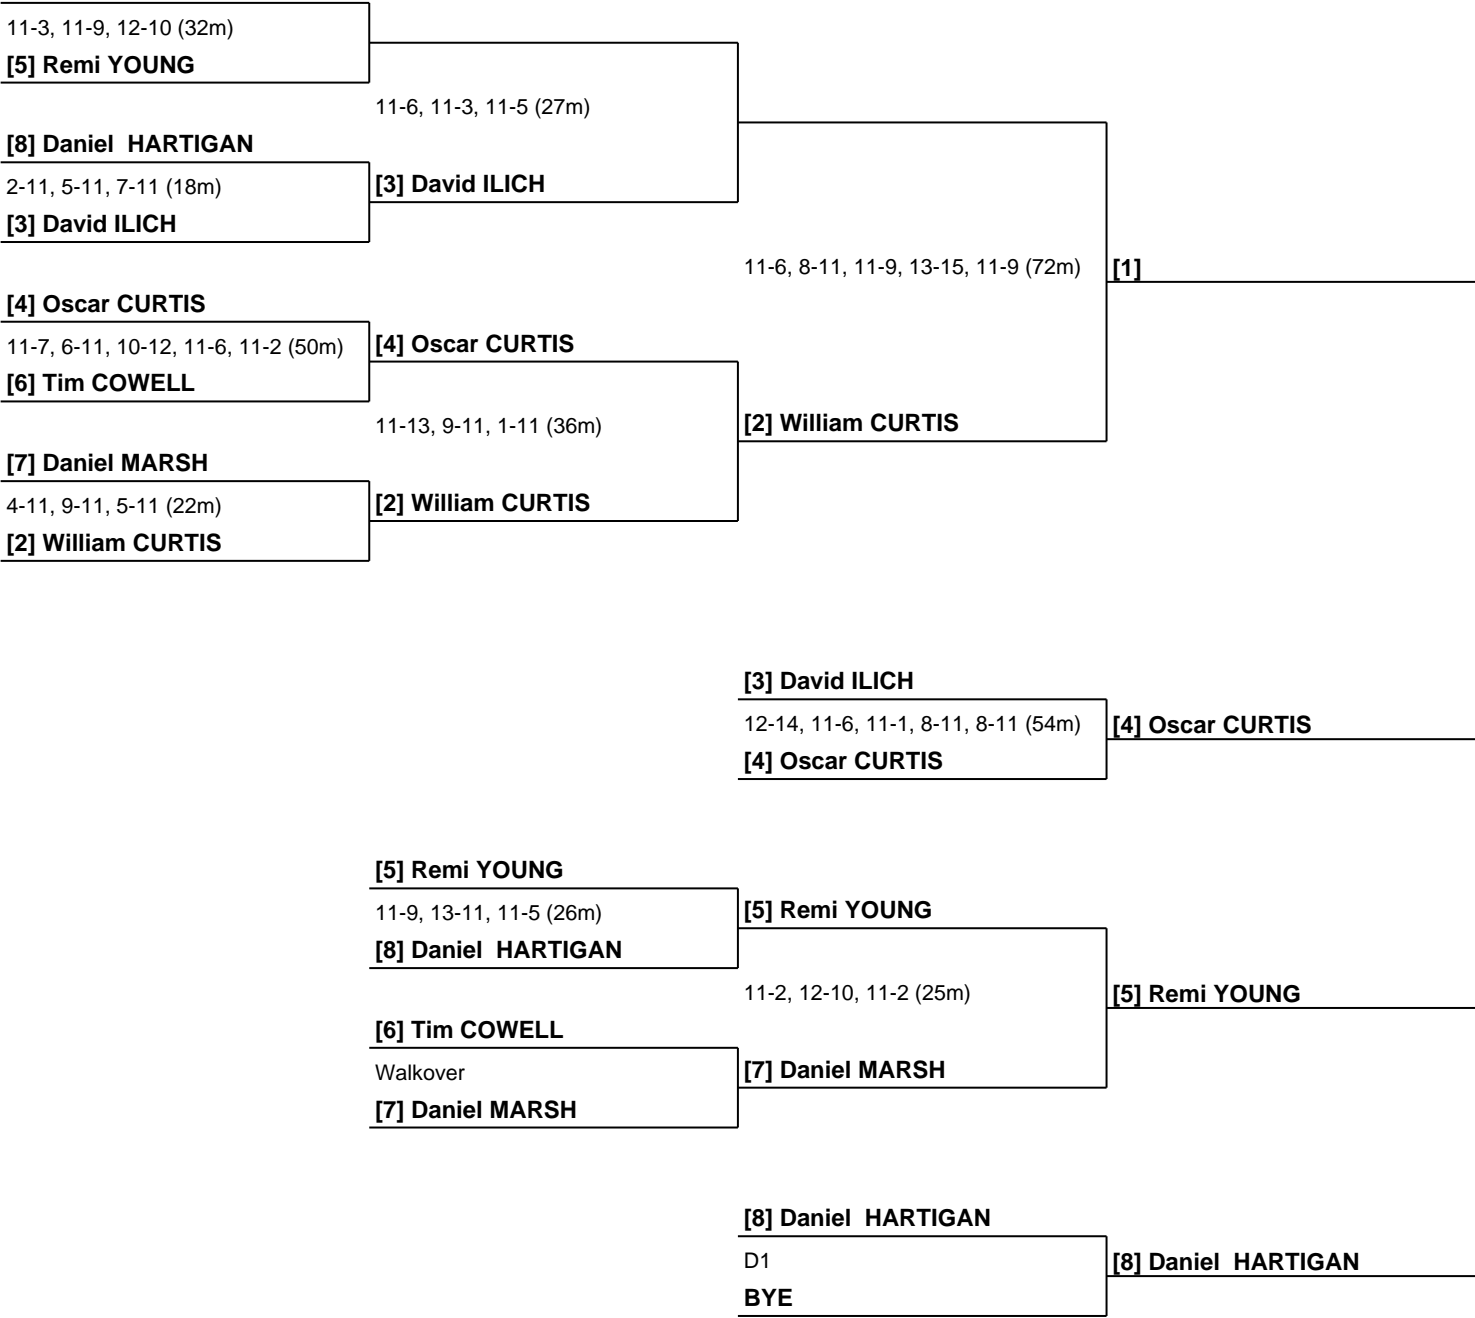 11-3, 11-9, 12-10 (32m)
[5] Remi YOUNG
11-6, 11-3, 11-5 (27m)
[8] Daniel  HARTIGAN
2-11, 5-11, 7-11 (18m)
[3] David ILICH
[3] David ILICH
11-6, 8-11, 11-9, 13-15, 11-9 (72m)
[1]
[4] Oscar CURTIS
11-7, 6-11, 10-12, 11-6, 11-2 (50m)
[4] Oscar CURTIS
[6] Tim COWELL
11-13, 9-11, 1-11 (36m)
[2] William CURTIS
[7] Daniel MARSH
4-11, 9-11, 5-11 (22m)
[2] William CURTIS
[2] William CURTIS
[3] David ILICH
12-14, 11-6, 11-1, 8-11, 8-11 (54m)
[4] Oscar CURTIS
[4] Oscar CURTIS
[5] Remi YOUNG
11-9, 13-11, 11-5 (26m)
[5] Remi YOUNG
[8] Daniel  HARTIGAN
11-2, 12-10, 11-2 (25m)
[5] Remi YOUNG
[6] Tim COWELL
Walkover
[7] Daniel MARSH
[7] Daniel MARSH
[8] Daniel  HARTIGAN
D1
[8] Daniel  HARTIGAN
BYE